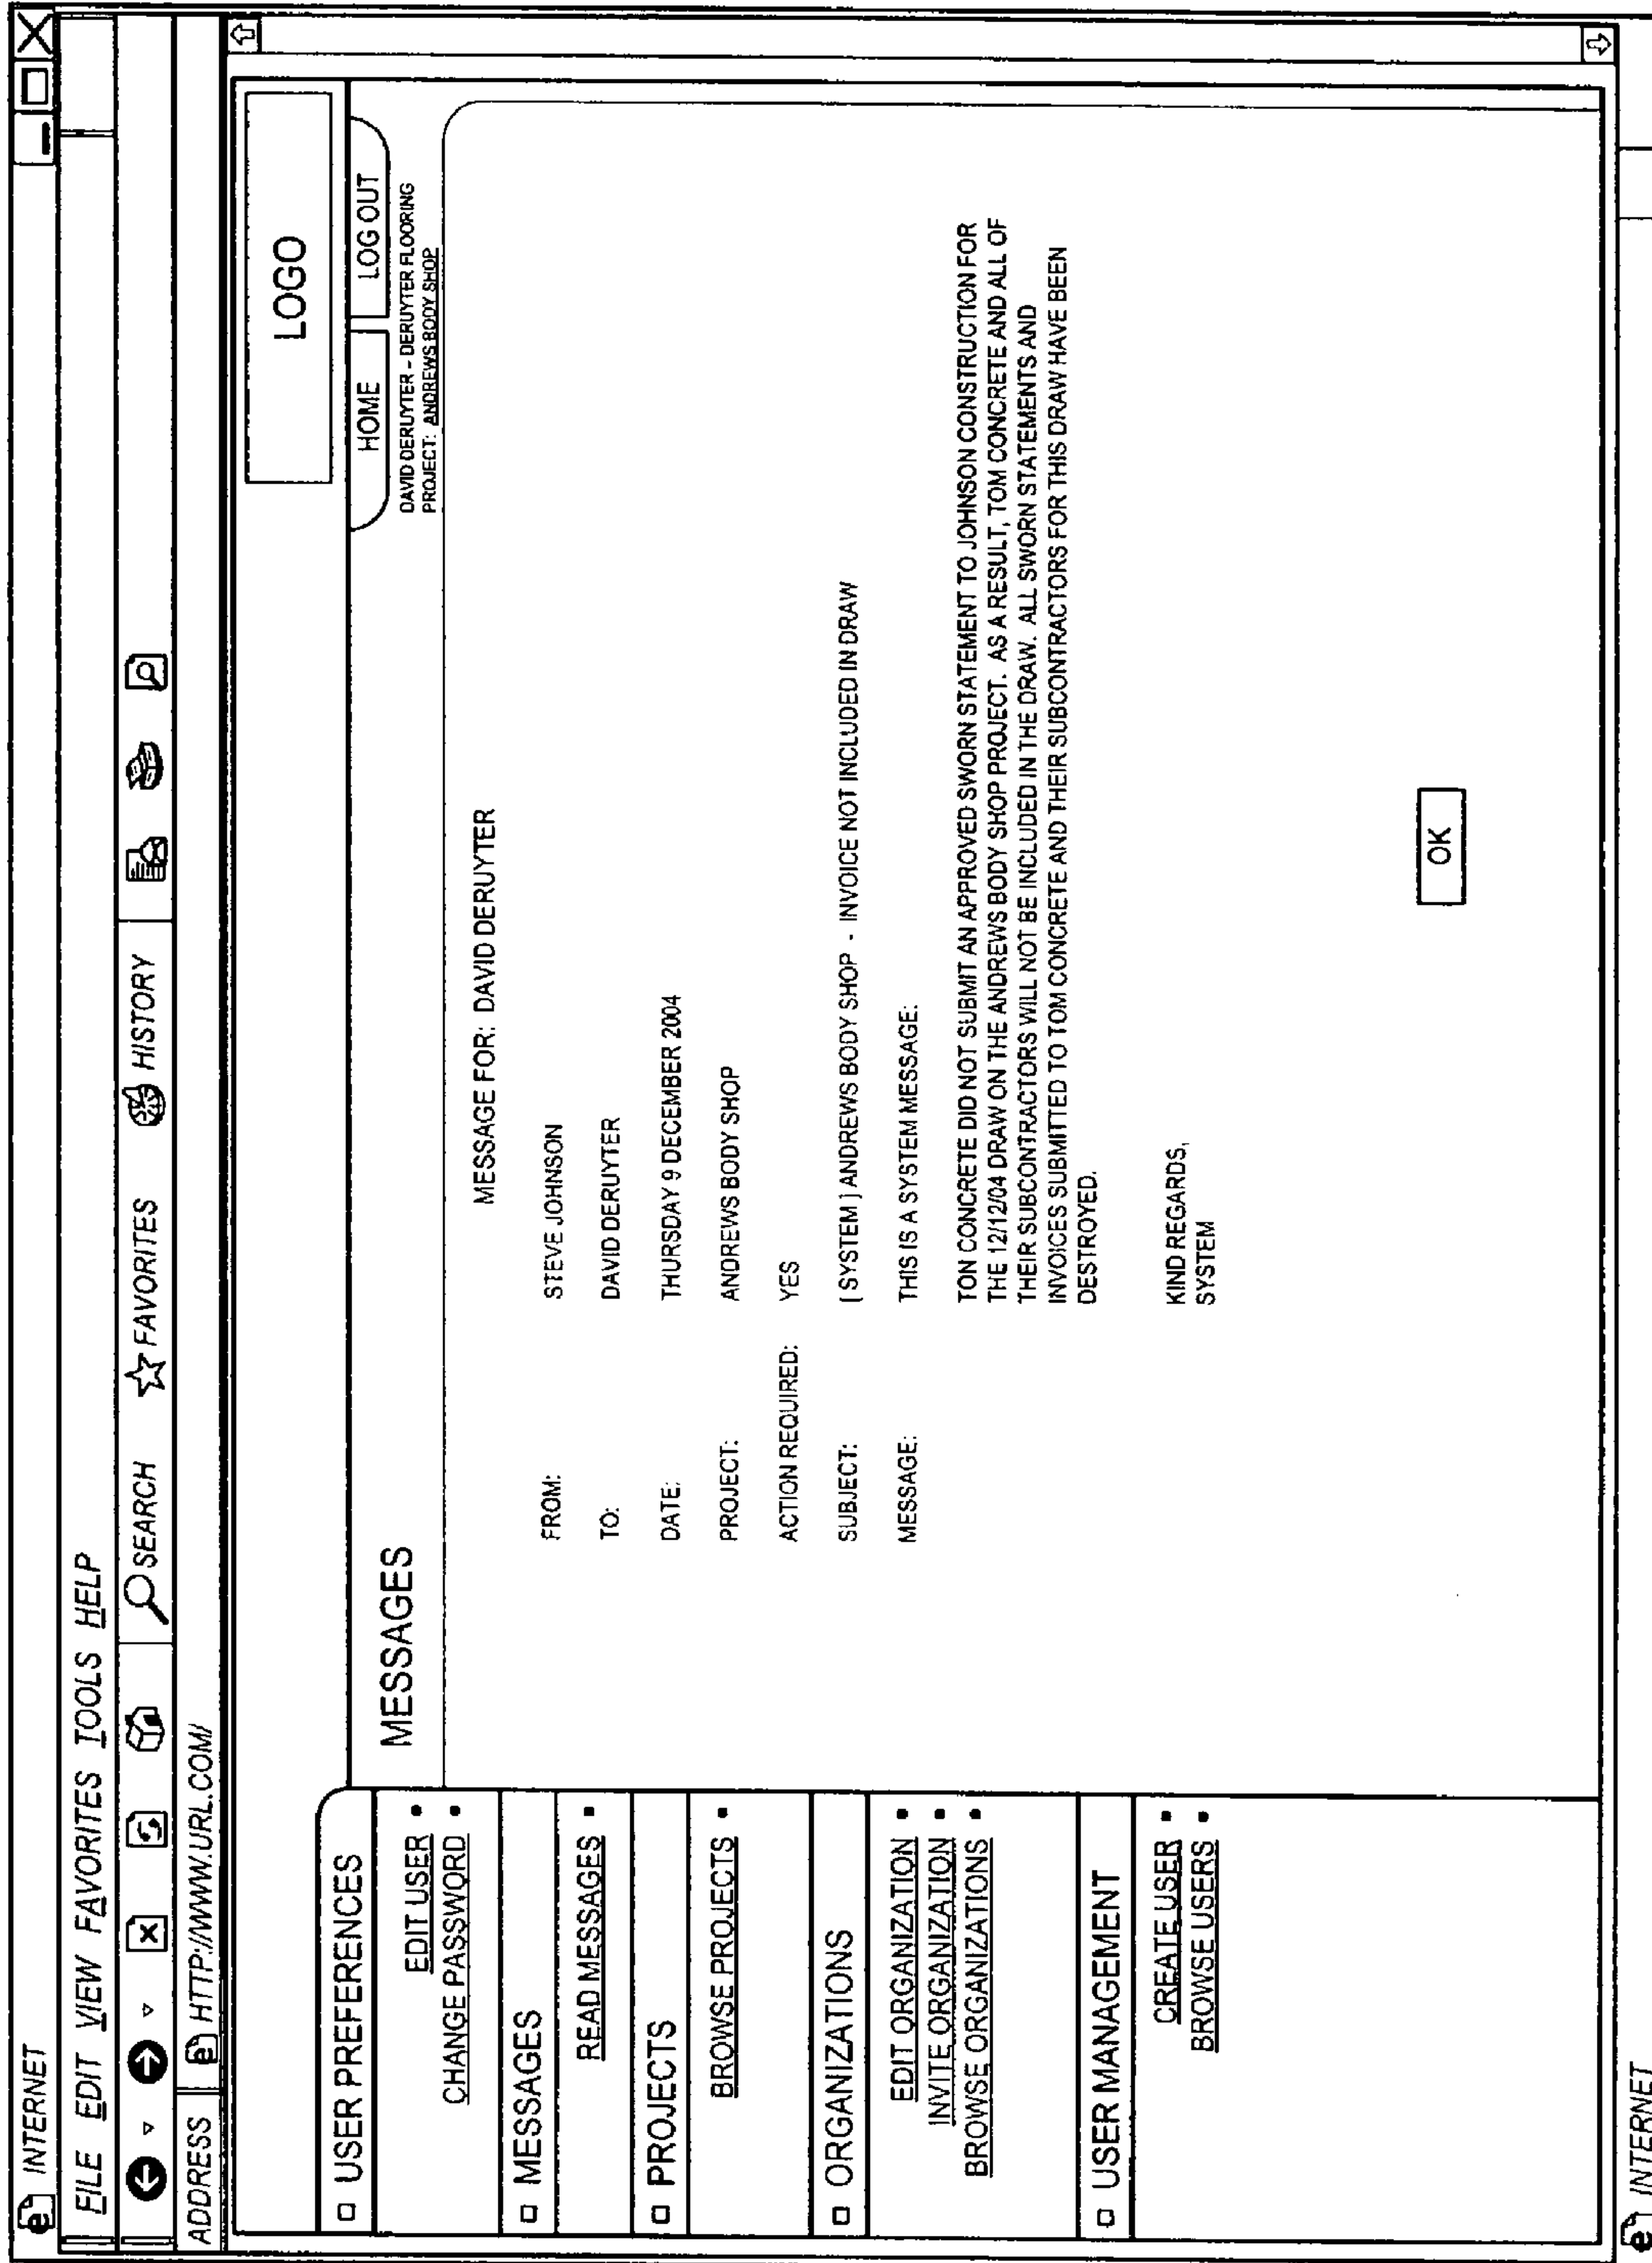 INTERNET
FILE EDIT VIEW FAVORITES TOOLS HELP
SEARCH FAVORITES HISTORY
ADDRESS HTTP://WWW.URL.COM/
LOGO
HOME LOG OUT
DAVID DERUYTER - DERUYTER FLOORING
PROJECT: ANDREWS BODY SHOP
USER PREFERENCES
EDIT USER
CHANGE PASSWORD
MESSAGES
READ MESSAGES
PROJECTS
BROWSE PROJECTS
ORGANIZATIONS
EDIT ORGANIZATION
INVITE ORGANIZATION
BROWSE ORGANIZATIONS
USER MANAGEMENT
CREATE USER
BROWSE USERS
MESSAGES
MESSAGE FOR: DAVID DERUYTER
FROM: STEVE JOHNSON
TO: DAVID DERUYTER
DATE: THURSDAY 9 DECEMBER 2004
PROJECT: ANDREWS BODY SHOP
ACTION REQUIRED: YES
SUBJECT: [ SYSTEM ] ANDREWS BODY SHOP - INVOICE NOT INCLUDED IN DRAW
MESSAGE: THIS IS A SYSTEM MESSAGE:
TON CONCRETE DID NOT SUBMIT AN APPROVED SWORN STATEMENT TO JOHNSON CONSTRUCTION FOR
THE 12/12/04 DRAW ON THE ANDREWS BODY SHOP PROJECT. AS A RESULT, TOM CONCRETE AND ALL OF
THEIR SUBCONTRACTORS WILL NOT BE INCLUDED IN THE DRAW. ALL SWORN STATEMENTS AND
INVOICES SUBMITTED TO TOM CONCRETE AND THEIR SUBCONTRACTORS FOR THIS DRAW HAVE BEEN
DESTROYED.
KIND REGARDS,
SYSTEM
OK
INTERNET